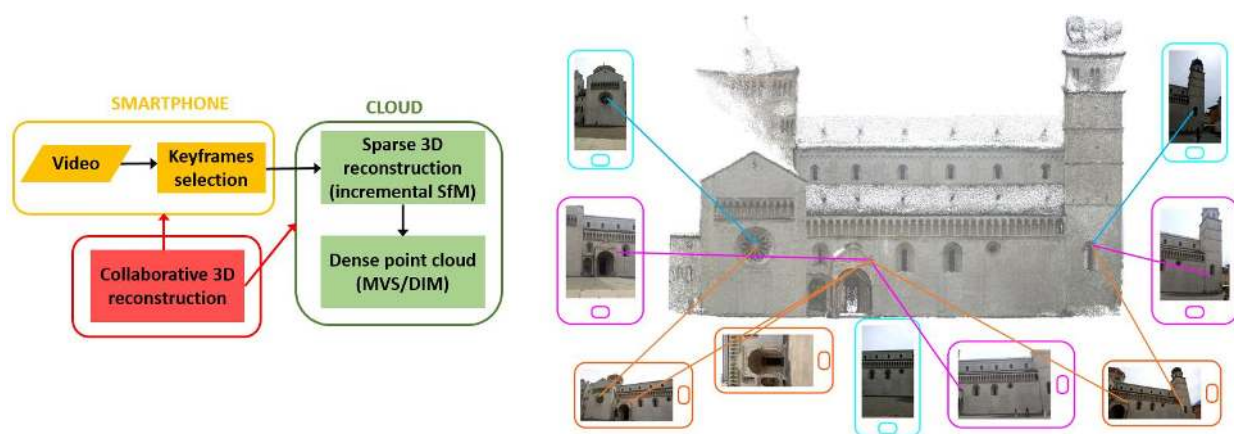 SMARTPHONE
CLOUD
Video
Keyframes
selection
Sparse 3D
reconstruction
(incremental SfM)
Dense point cloud
(MVS/DIM)
Collaborative 3D
reconstruction